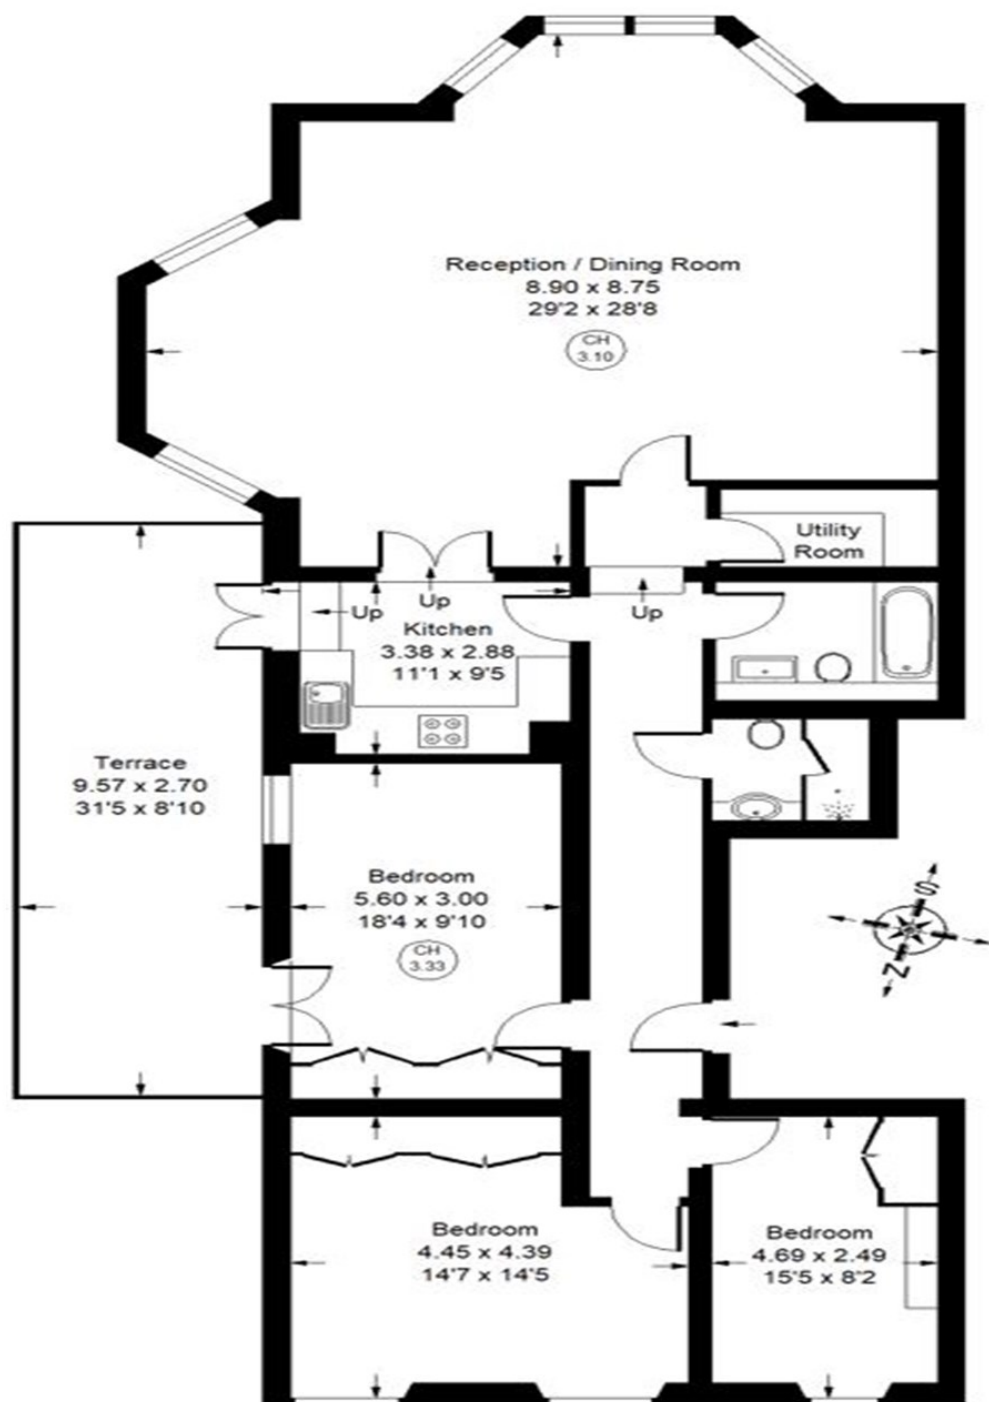 Reception / Dining Room
8.90 x 8.75
29'2 x 28'8
CH
3.10
Utility
Room
Up
Up
Up
Kitchen
3.38 x 2.88
11'1 x 9'5
Terrace
9.57 x 2.70
31'5 x 8'10
Bedroom
5.60 x 3.00
18'4 x 9'10
CH
3.33
S
N
Bedroom
4.45 x 4.39
14'7 x 14'5
Bedroom
4.69 x 2.49
15'5 x 8'2